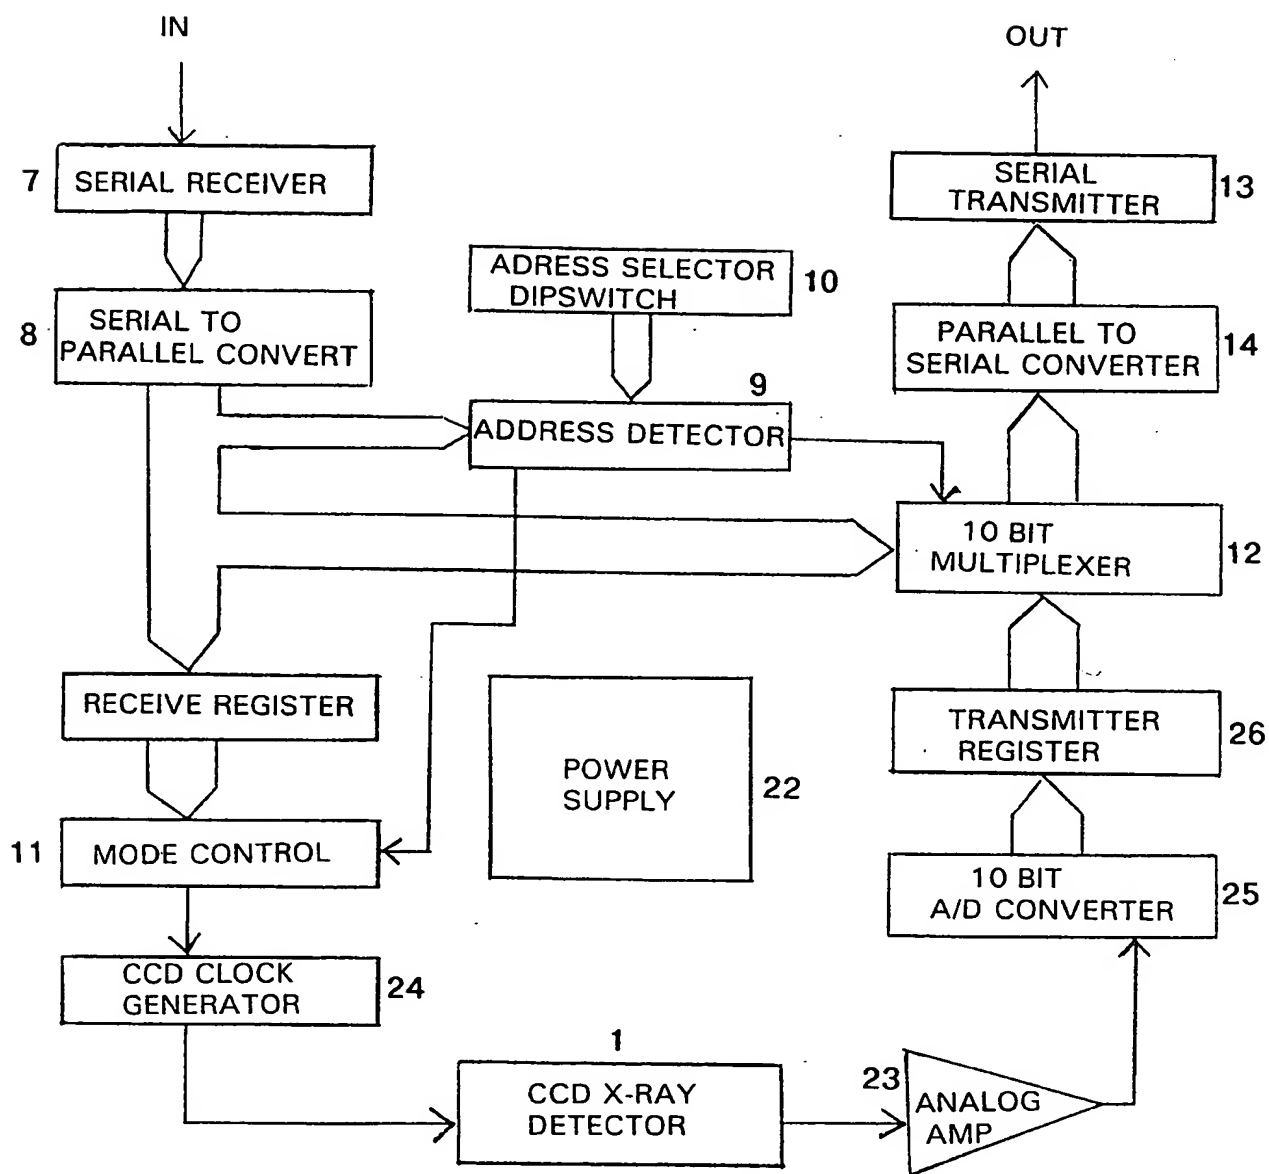 IN
OUT
7
SERIAL RECEIVER
SERIAL
TRANSMITTER
13
ADRESS SELECTOR
DIPSWITCH
10
8
SERIAL TO
PARALLEL CONVERT
PARALLEL TO
SERIAL CONVERTER
14
9
ADDRESS DETECTOR
10 BIT
MULTIPLEXER
12
RECEIVE REGISTER
TRANSMITTER
REGISTER
26
POWER
SUPPLY
22
11
MODE CONTROL
10 BIT
A/D CONVERTER
25
CCD CLOCK
GENERATOR
24
1
CCD X-RAY
DETECTOR
23
ANALOG
AMP